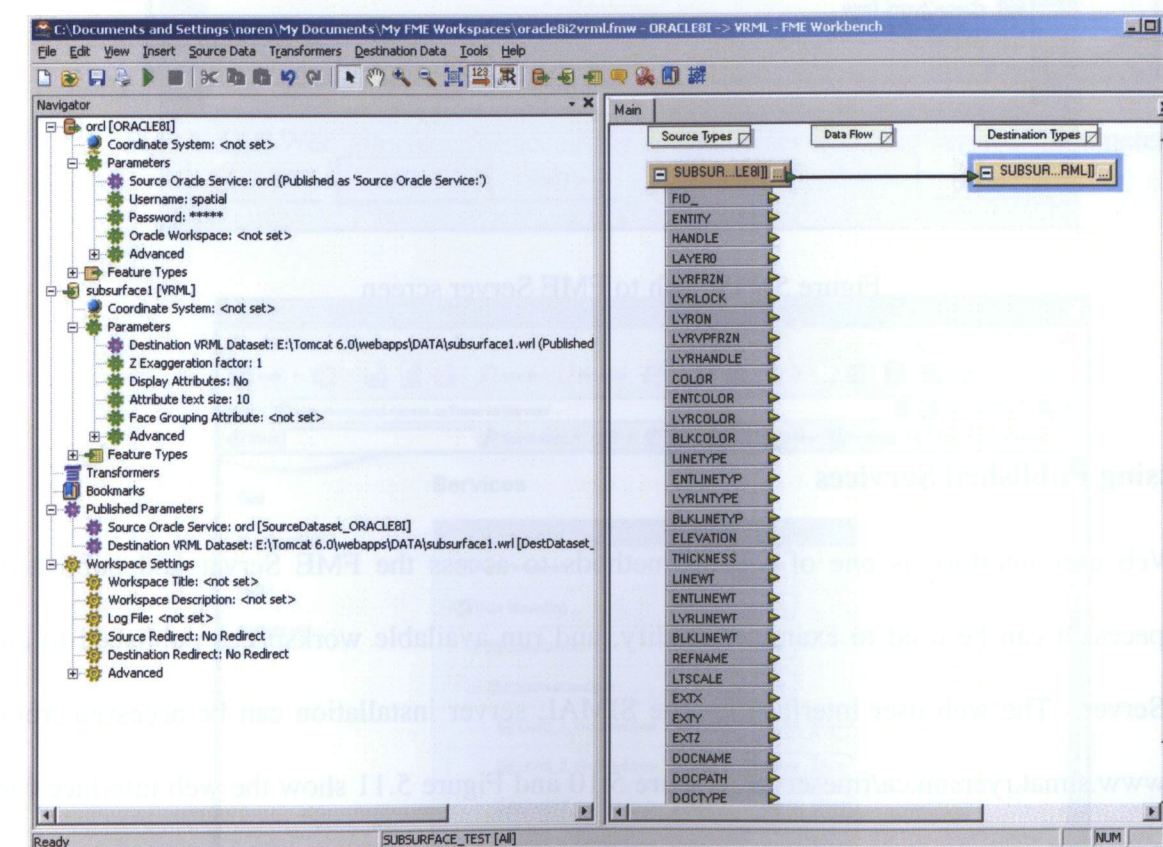 C:\Documents and Settings\noren\My Documents\My FME Workspaces\oracle8i2vrml.fmw - ORACLE8I -> VRML - FME Workbench
File Edit View Insert Source Data Transformers Destination Data Tools Help
Navigator
ord [ORACLE8I]
Coordinate System: <not set>
Parameters
Source Oracle Service: orcl (Published as 'Source Oracle Service:')
Username: spatial
Password: *****
Oracle Workspace: <not set>
Advanced
Feature Types
subsurface1 [VRML]
Coordinate System: <not set>
Parameters
Destination VRML Dataset: E:\Tomcat 6.0\webapps\DATA\subsurface1.wrl (Published
Z Exaggeration factor: 1
Display Attributes: No
Attribute text size: 10
Face Grouping Attribute: <not set>
Advanced
Feature Types
Transformers
Bookmarks
Published Parameters
Source Oracle Service: orcl [SourceDataset_ORACLE8I]
Destination VRML Dataset: E:\Tomcat 6.0\webapps\DATA\subsurface1.wrl [DestDataset_
Workspace Settings
Workspace Title: <not set>
Workspace Description: <not set>
Log File: <not set>
Source Redirect: No Redirect
Destination Redirect: No Redirect
Advanced
Main
Source Types
Data Flow
Destination Types
SUBSUR...LE8I]] ...
SUBSUR...RML]] ...
FID_
ENTITY
HANDLE
LAYER0
LYRFRZN
LYRLOCK
LYRON
LYRVPFRZN
LYRHANDLE
COLOR
ENTCOLOR
LYRCOLOR
BLKCOLOR
LINETYPE
ENTLINETYP
LYRLNTYPE
BLKLINETYP
ELEVATION
THICKNESS
LINEWT
ENTLINEWT
LYRLINEWT
BLKLINEWT
REFNAME
LTSCALE
EXTX
EXTY
EXTZ
DOCNAME
DOCPATH
DOCTYPE
Ready
SUBSURFACE_TEST [All]
NUM